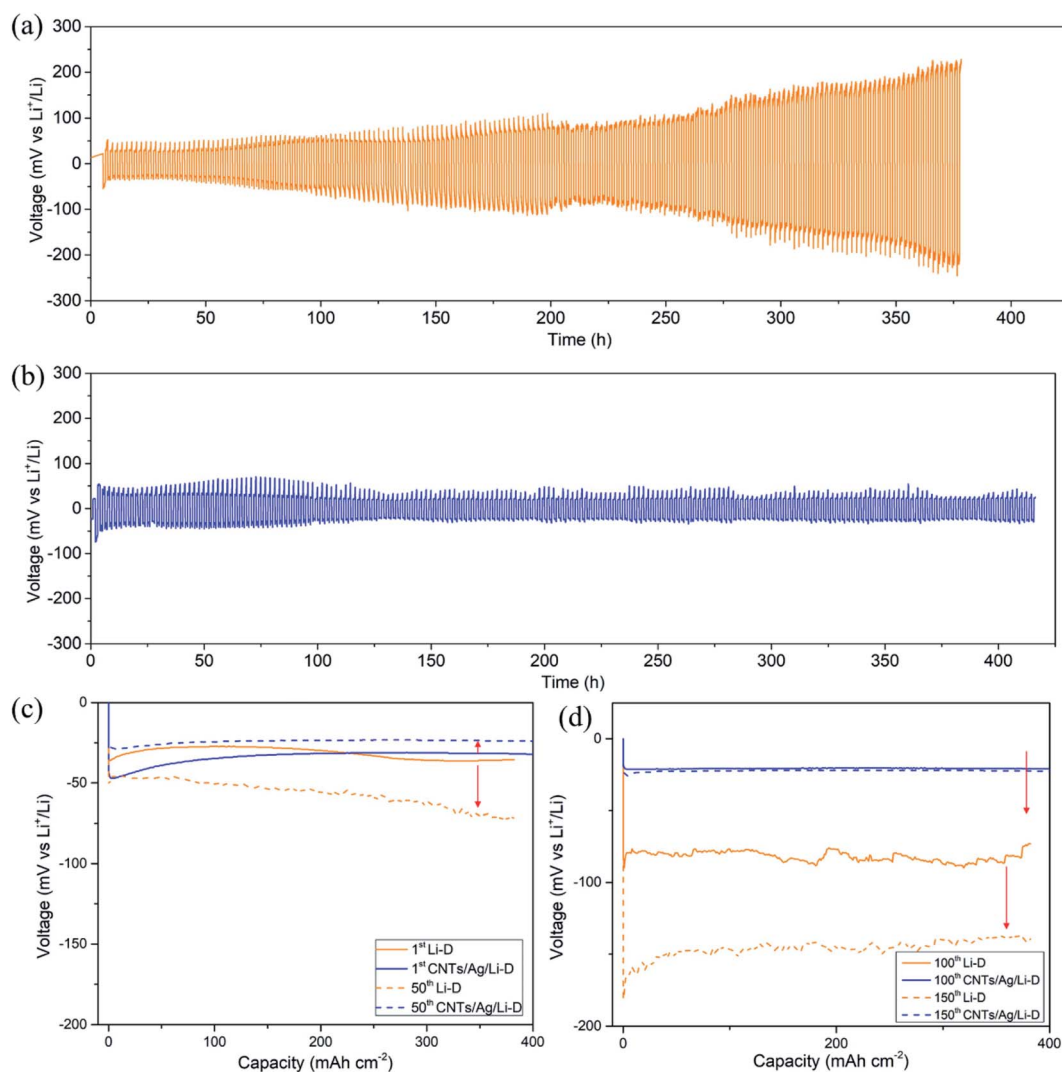 (a)
300
200
100
0
-100
-200
-300
Voltage (mV vs Li⁺/Li)
0 50 100 150 200 250 300 350 400
Time (h)
(b)
300
200
100
0
-100
-200
-300
Voltage (mV vs Li⁺/Li)
0 50 100 150 200 250 300 350 400
Time (h)
(c)
0
-50
-100
-150
-200
Voltage (mV vs Li⁺/Li)
1st Li-D
1st CNTs/Ag/Li-D
50th Li-D
50th CNTs/Ag/Li-D
0 100 200 300 400
Capacity (mAh cm⁻²)
(d)
0
-50
-100
-150
-200
Voltage (mV vs Li⁺/Li)
100th Li-D
100th CNTs/Ag/Li-D
150th Li-D
150th CNTs/Ag/Li-D
0 200 400
Capacity (mAh cm⁻²)